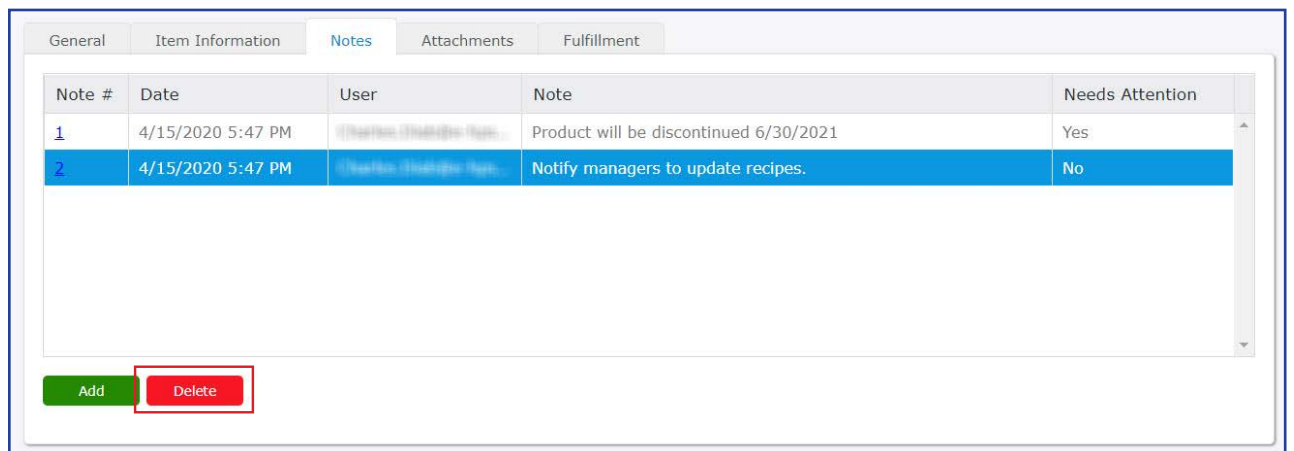 General Item Information Notes Attachments Fulfillment
Note # Date User Note Needs Attention
1 4/15/2020 5:47 PM Product will be discontinued 6/30/2021 Yes
2 4/15/2020 5:47 PM Notify managers to update recipes. No
Add Delete